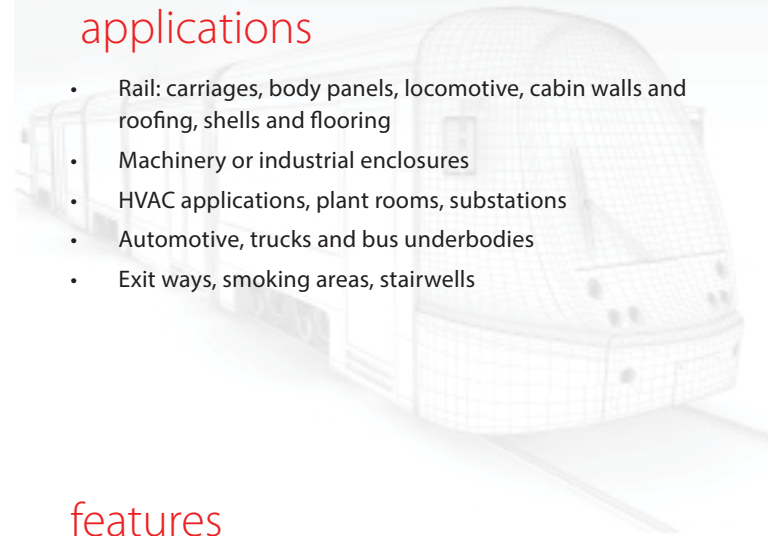 applications
• Rail: carriages, body panels, locomotive, cabin walls and
roofing, shells and flooring
• Machinery or industrial enclosures
• HVAC applications, plant rooms, substations
• Automotive, trucks and bus underbodies
• Exit ways, smoking areas, stairwells
features